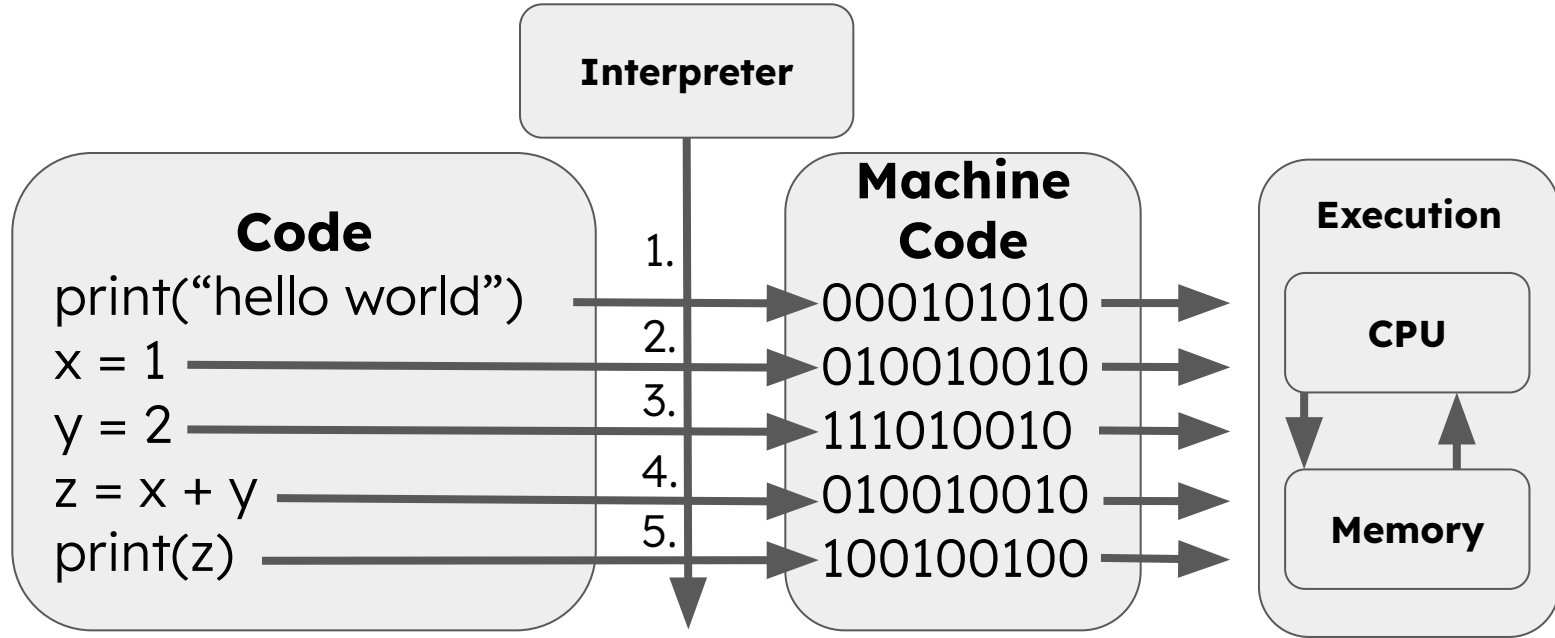 Interpreter
Code
print(“hello world”)
x = 1
y = 2
z = x + y
print(z)
1.
2.
3.
4.
5.
Machine
Code
000101010
010010010
111010010
010010010
100100100
Execution
CPU
Memory